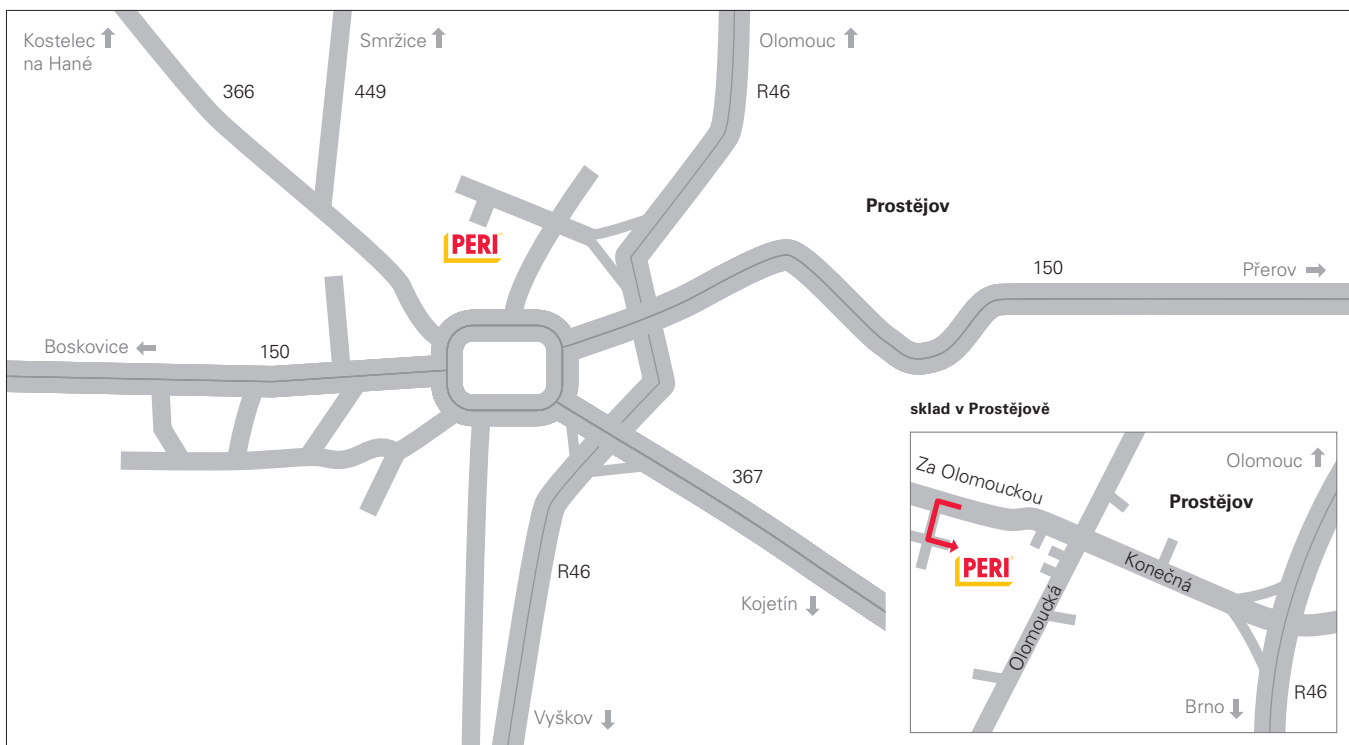 Kostelec
na Hané
Smržice
Olomouc
366
449
R46
Prostějov
PERI
150
Přerov
Boskovice
150
sklad v Prostějově
367
R46
Kojetín
Vyškov
Za Olomouckou
Olomouc
Prostějov
PERI
Konečná
Olomoucká
R46
Brno